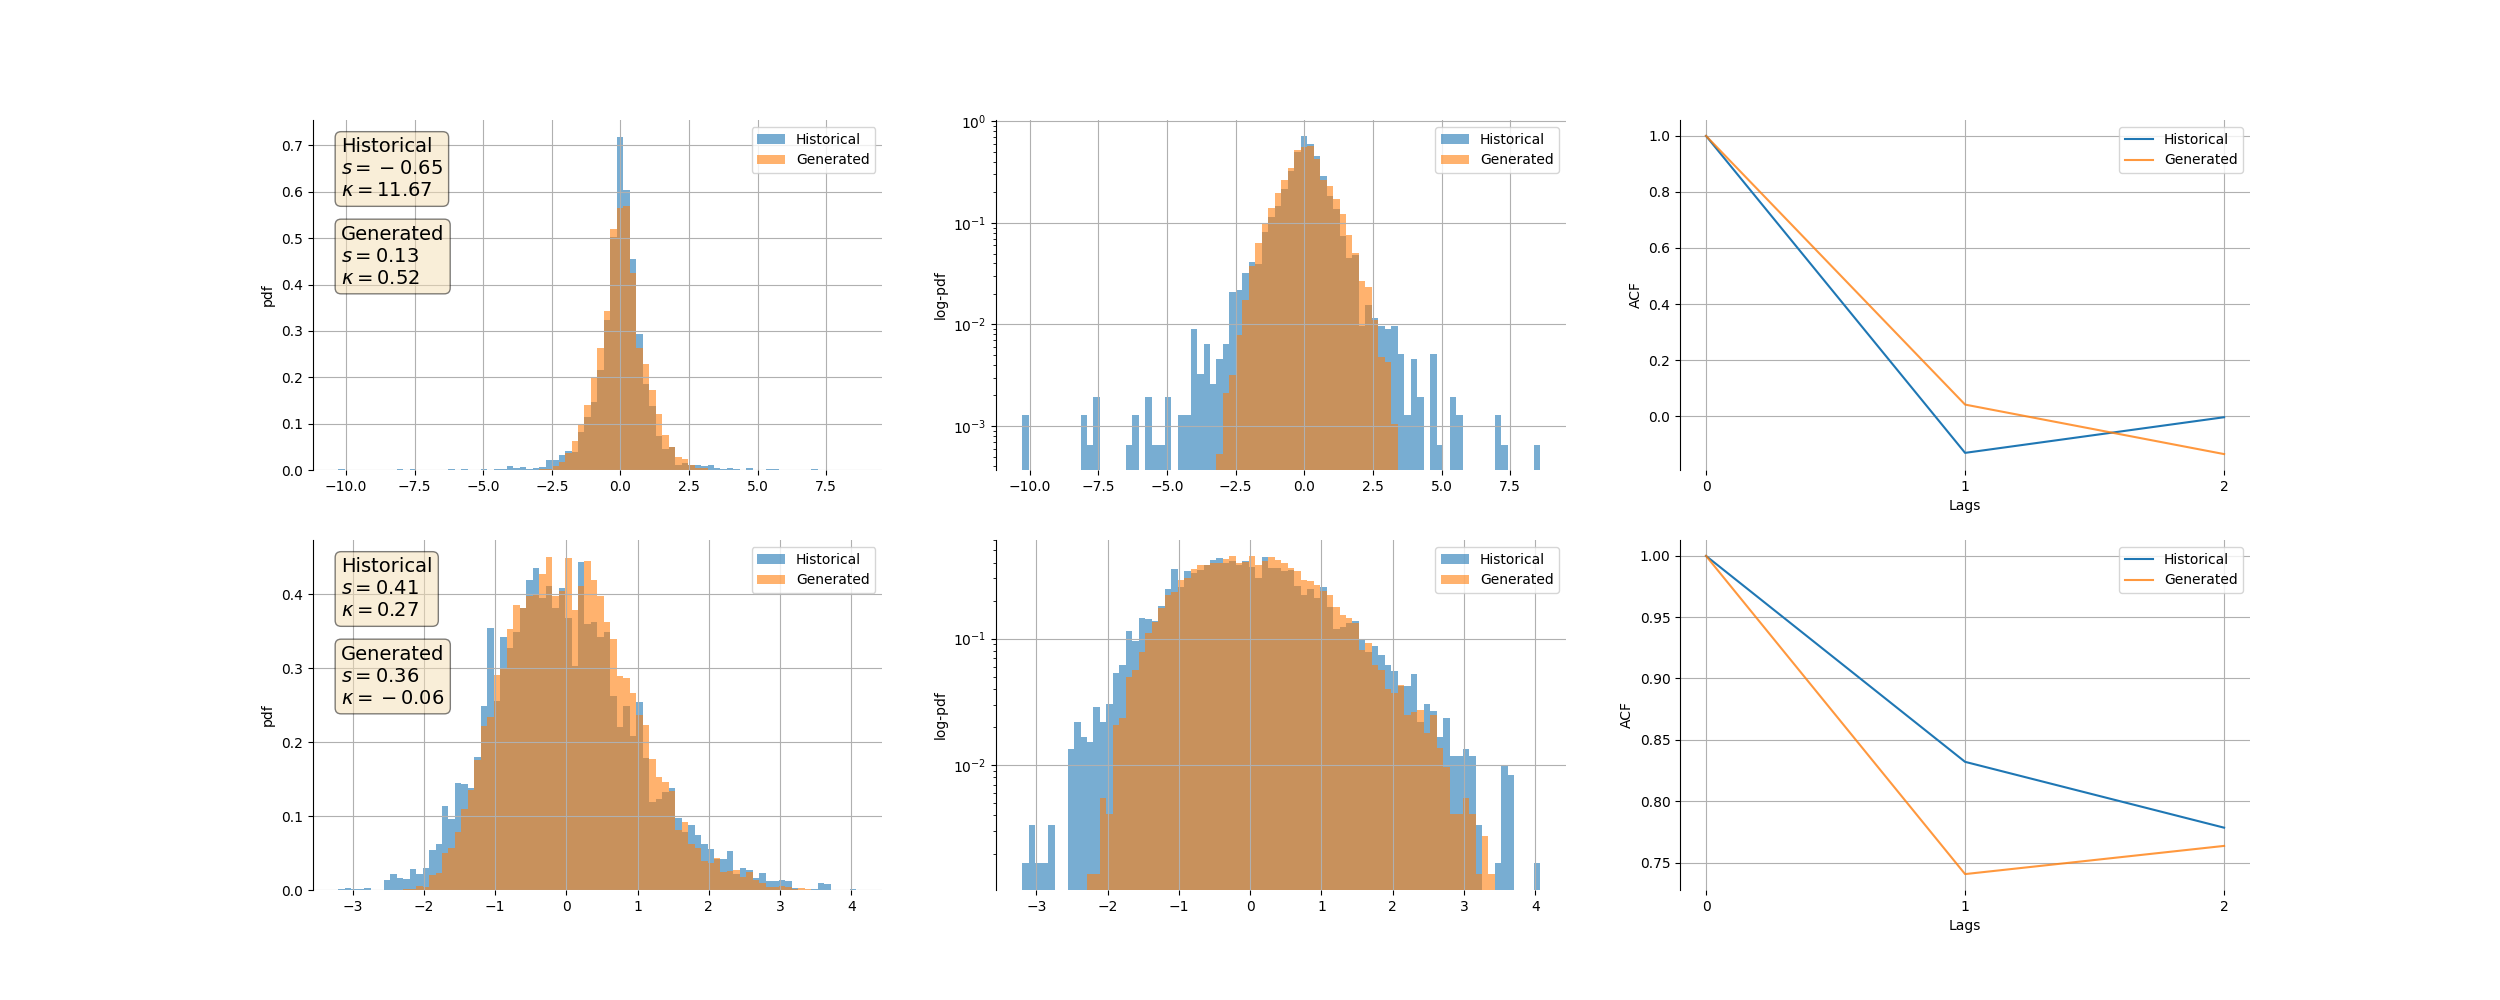 Historical
s = −0.65
κ = 11.67
Generated
s = 0.13
κ = 0.52
Historical
Generated
pdf
0.7
0.6
0.5
0.4
0.3
0.2
0.1
0.0
−10.0 −7.5 −5.0 −2.5 0.0 2.5 5.0 7.5
Historical
Generated
log-pdf
10⁰
10⁻¹
10⁻²
10⁻³
−10.0 −7.5 −5.0 −2.5 0.0 2.5 5.0 7.5
Historical
Generated
ACF
1.0
0.8
0.6
0.4
0.2
0.0
0 1 2
Lags
Historical
s = 0.41
κ = 0.27
Generated
s = 0.36
κ = −0.06
Historical
Generated
pdf
0.4
0.3
0.2
0.1
0.0
−3 −2 −1 0 1 2 3 4
Historical
Generated
log-pdf
10⁻¹
10⁻²
−3 −2 −1 0 1 2 3 4
Historical
Generated
ACF
1.00
0.95
0.90
0.85
0.80
0.75
0 1 2
Lags